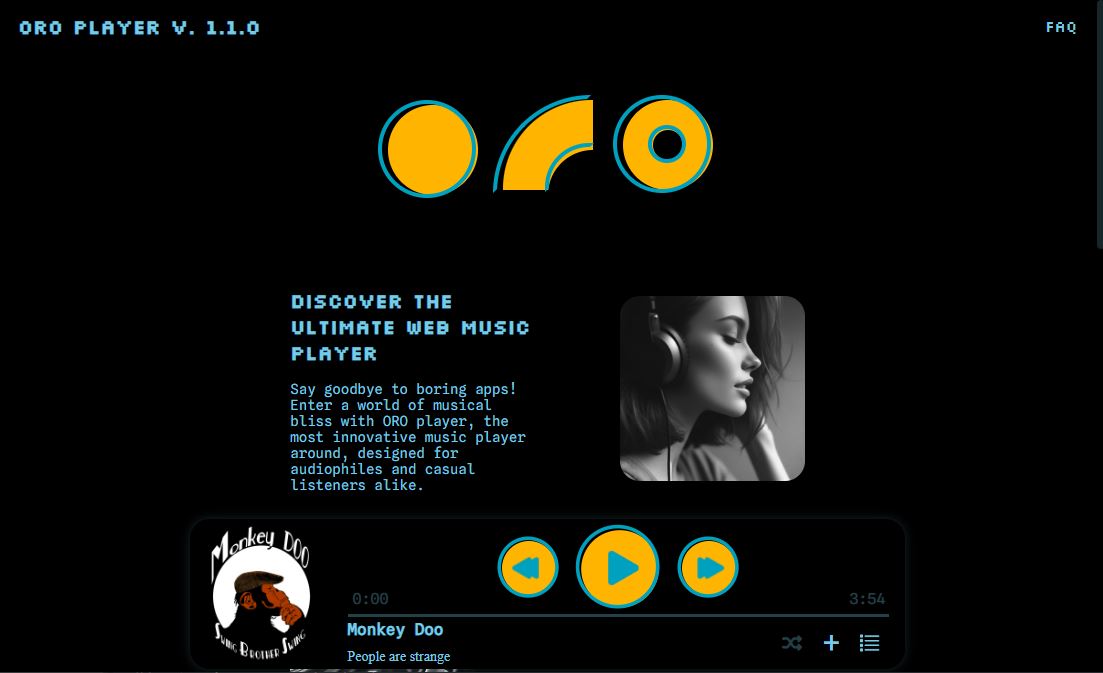 ORO PLAYER V. 1.1.0
FAQ
ORO
DISCOVER THE
ULTIMATE WEB MUSIC
PLAYER
Say goodbye to boring apps!
Enter a world of musical
bliss with ORO player, the
most innovative music player
around, designed for
audiophiles and casual
listeners alike.
Monkey DOO
SWING BROTHER SWING
0:00
3:54
Monkey Doo
People are strange